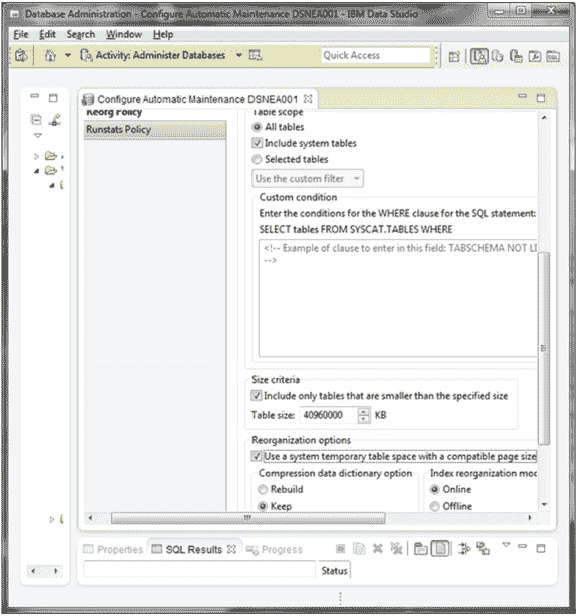 Database Administration - Configure Automatic Maintenance DSNEA001 - IBM Data Studio
File Edit Search Window Help
Activity: Administer Databases
Quick Access
Configure Automatic Maintenance DSNEA001
Reorg Policy
Runstats Policy
Table scope
All tables
Include system tables
Selected tables
Use the custom filter
Custom condition
Enter the conditions for the WHERE clause for the SQL statement:
SELECT tables FROM SYSCAT.TABLES WHERE
<!-- Example of clause to enter in this field: TABSCHEMA NOT LI
-->
Size criteria
Include only tables that are smaller than the specified size
Table size: 40960000 KB
Reorganization options
Use a system temporary table space with a compatible page size
Compression data dictionary option
Index reorganization mod
Rebuild
Online
Keep
Offline
Properties SQL Results Progress
Status